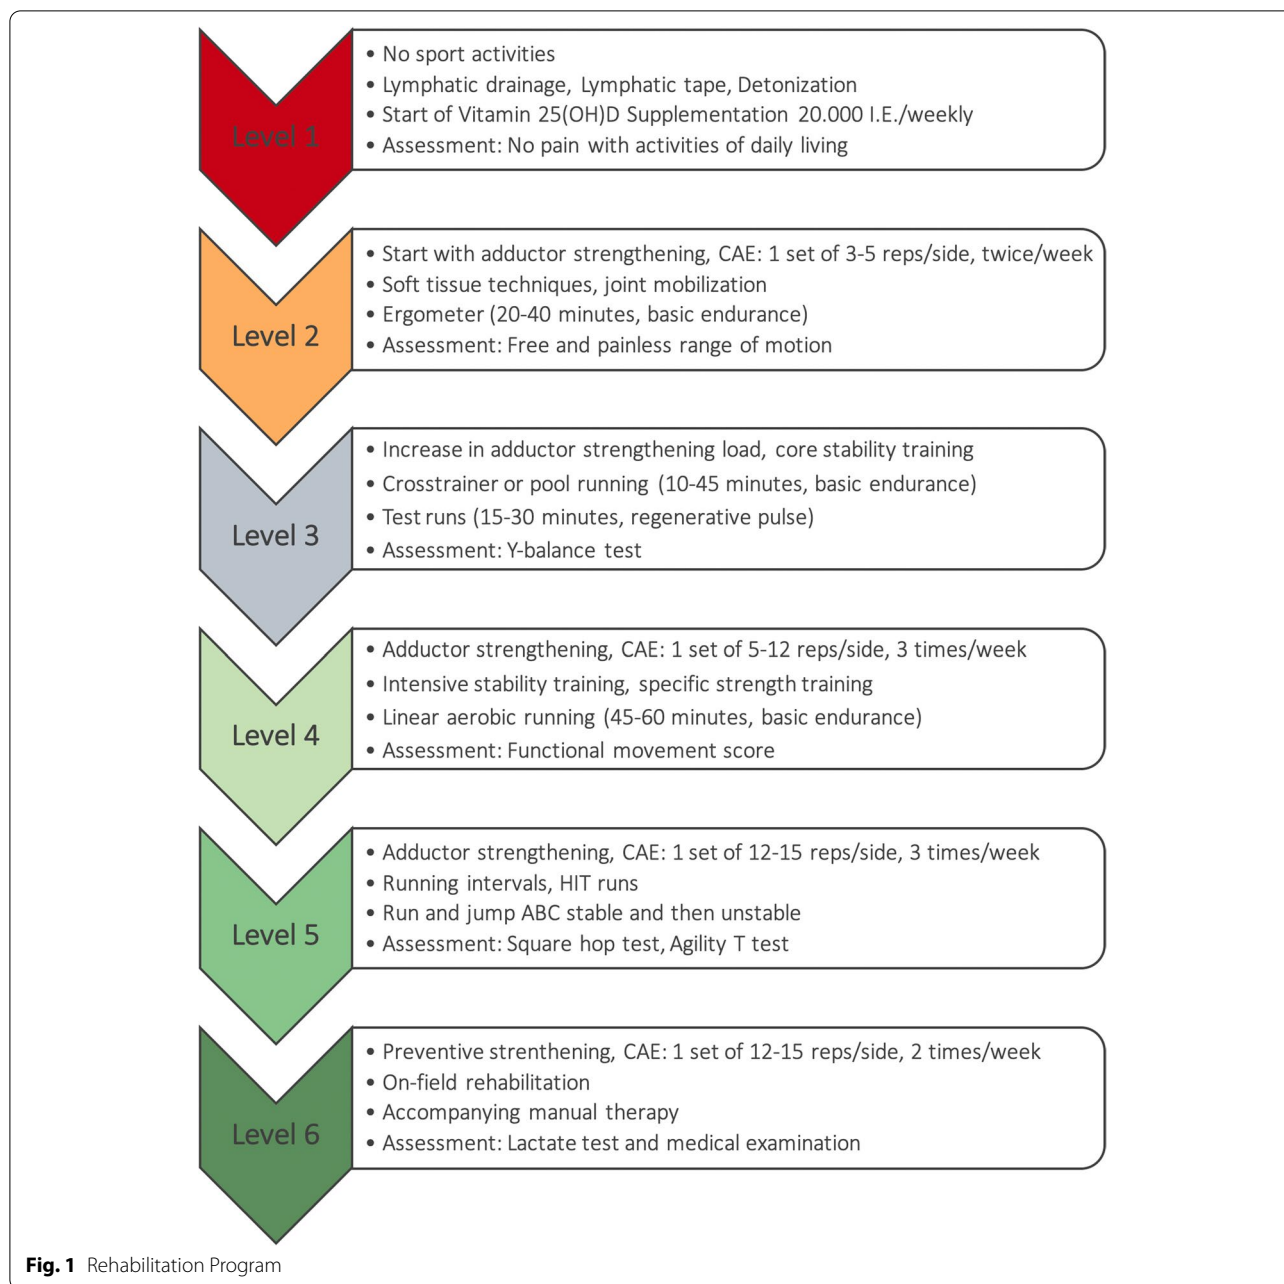 Level 1
• No sport activities
• Lymphatic drainage, Lymphatic tape, Detonization
• Start of Vitamin 25(OH)D Supplementation 20.000 I.E./weekly
• Assessment: No pain with activities of daily living
Level 2
• Start with adductor strengthening, CAE: 1 set of 3-5 reps/side, twice/week
• Soft tissue techniques, joint mobilization
• Ergometer (20-40 minutes, basic endurance)
• Assessment: Free and painless range of motion
Level 3
• Increase in adductor strengthening load, core stability training
• Crosstrainer or pool running (10-45 minutes, basic endurance)
• Test runs (15-30 minutes, regenerative pulse)
• Assessment: Y-balance test
Level 4
• Adductor strengthening, CAE: 1 set of 5-12 reps/side, 3 times/week
• Intensive stability training, specific strength training
• Linear aerobic running (45-60 minutes, basic endurance)
• Assessment: Functional movement score
Level 5
• Adductor strengthening, CAE: 1 set of 12-15 reps/side, 3 times/week
• Running intervals, HIT runs
• Run and jump ABC stable and then unstable
• Assessment: Square hop test, Agility T test
Level 6
• Preventive strenthening, CAE: 1 set of 12-15 reps/side, 2 times/week
• On-field rehabilitation
• Accompanying manual therapy
• Assessment: Lactate test and medical examination
Fig. 1 Rehabilitation Program